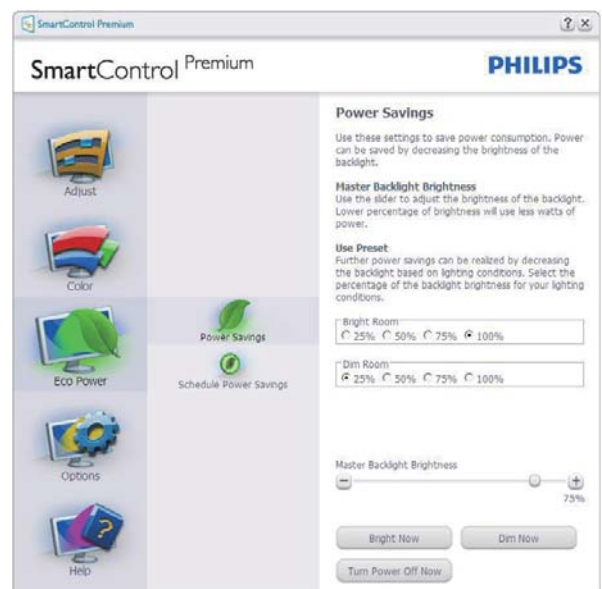 SmartControl Premium
SmartControl Premium
PHILIPS
Adjust
Color
Eco Power
Options
Help
Power Savings
Schedule Power Savings
Power Savings
Use these settings to save power consumption. Power
can be saved by decreasing the brightness of the
backlight.
Master Backlight Brightness
Use the slider to adjust the brightness of the backlight.
Lower percentage of brightness will use less watts of
power.
Use Preset
Further power savings can be realized by decreasing
the backlight based on lighting conditions. Select the
percentage of the backlight brightness for your lighting
conditions.
Bright Room
25% 50% 75% 100%
Dim Room
25% 50% 75% 100%
Master Backlight Brightness
75%
Bright Now Dim Now
Turn Power Off Now